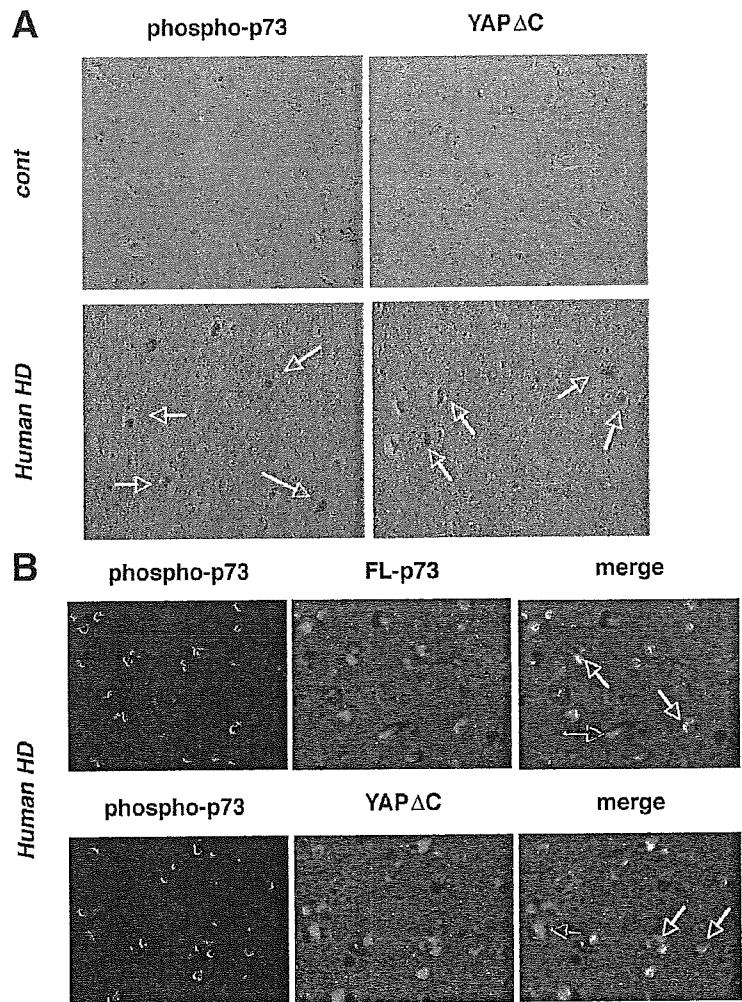 A
phospho-p73 YAPΔC
cont
Human HD
B
phospho-p73 FL-p73 merge
Human HD
phospho-p73 YAPΔC merge